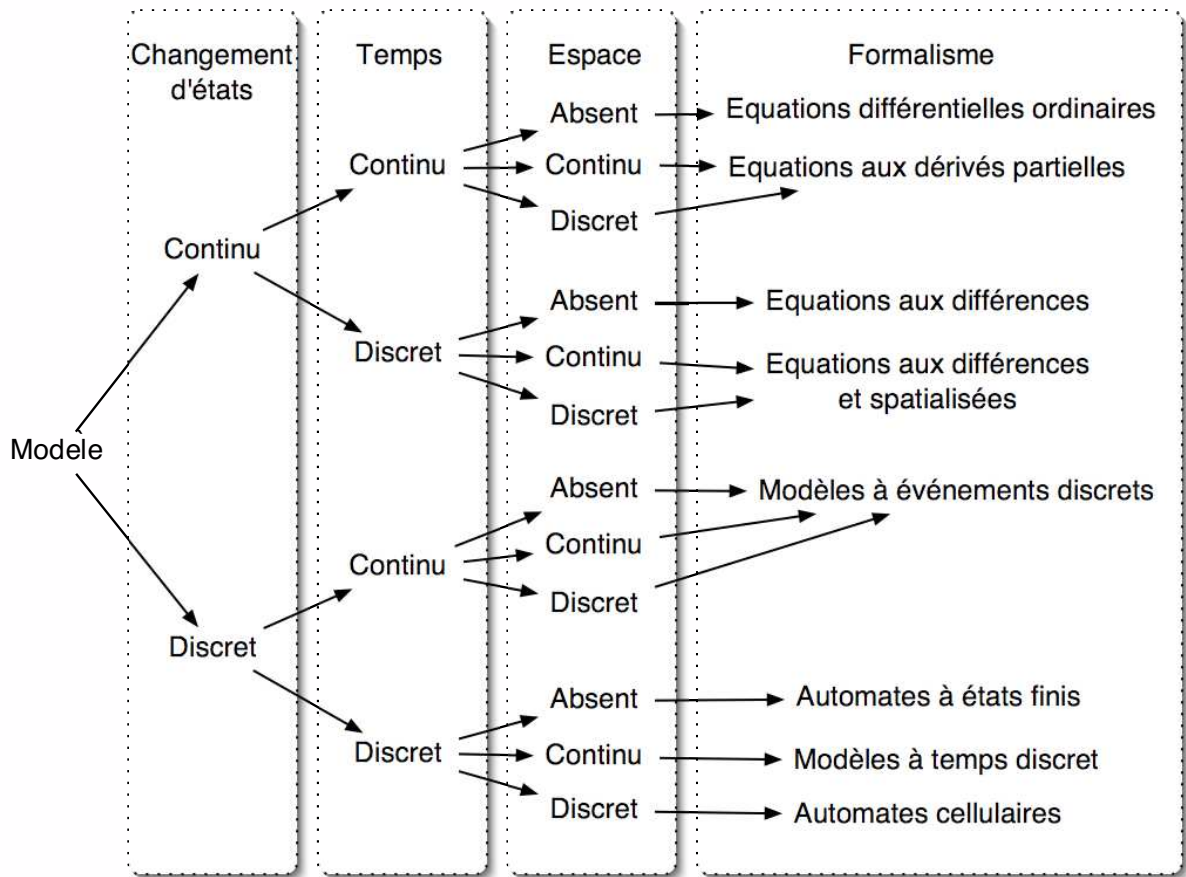 Changement
d'états
Temps
Espace
Formalisme
Absent
Equations différentielles ordinaires
Continu
Continu
Equations aux dérivés partielles
Discret
Continu
Absent
Equations aux différences
Discret
Continu
Equations aux différences
et spatialisées
Discret
Modele
Absent
Modèles à événements discrets
Continu
Continu
Discret
Discret
Absent
Automates à états finis
Discret
Continu
Modèles à temps discret
Discret
Automates cellulaires